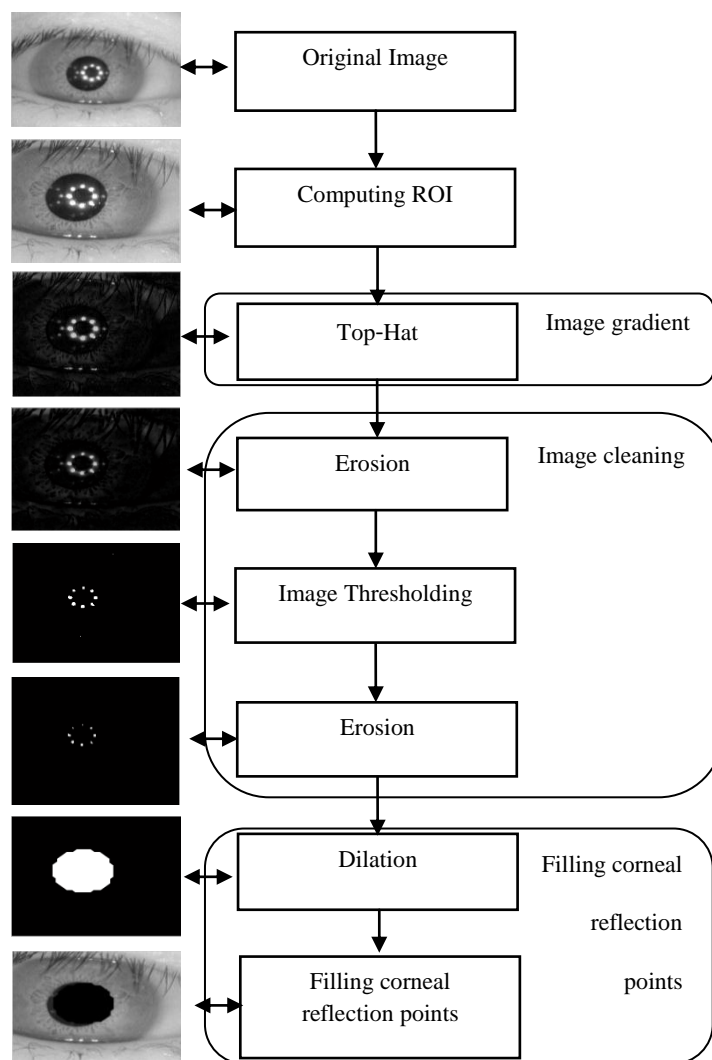 Original Image
Computing ROI
Top-Hat
Image gradient
Erosion
Image cleaning
Image Thresholding
Erosion
Dilation
Filling corneal
reflection
points
Filling corneal
reflection points